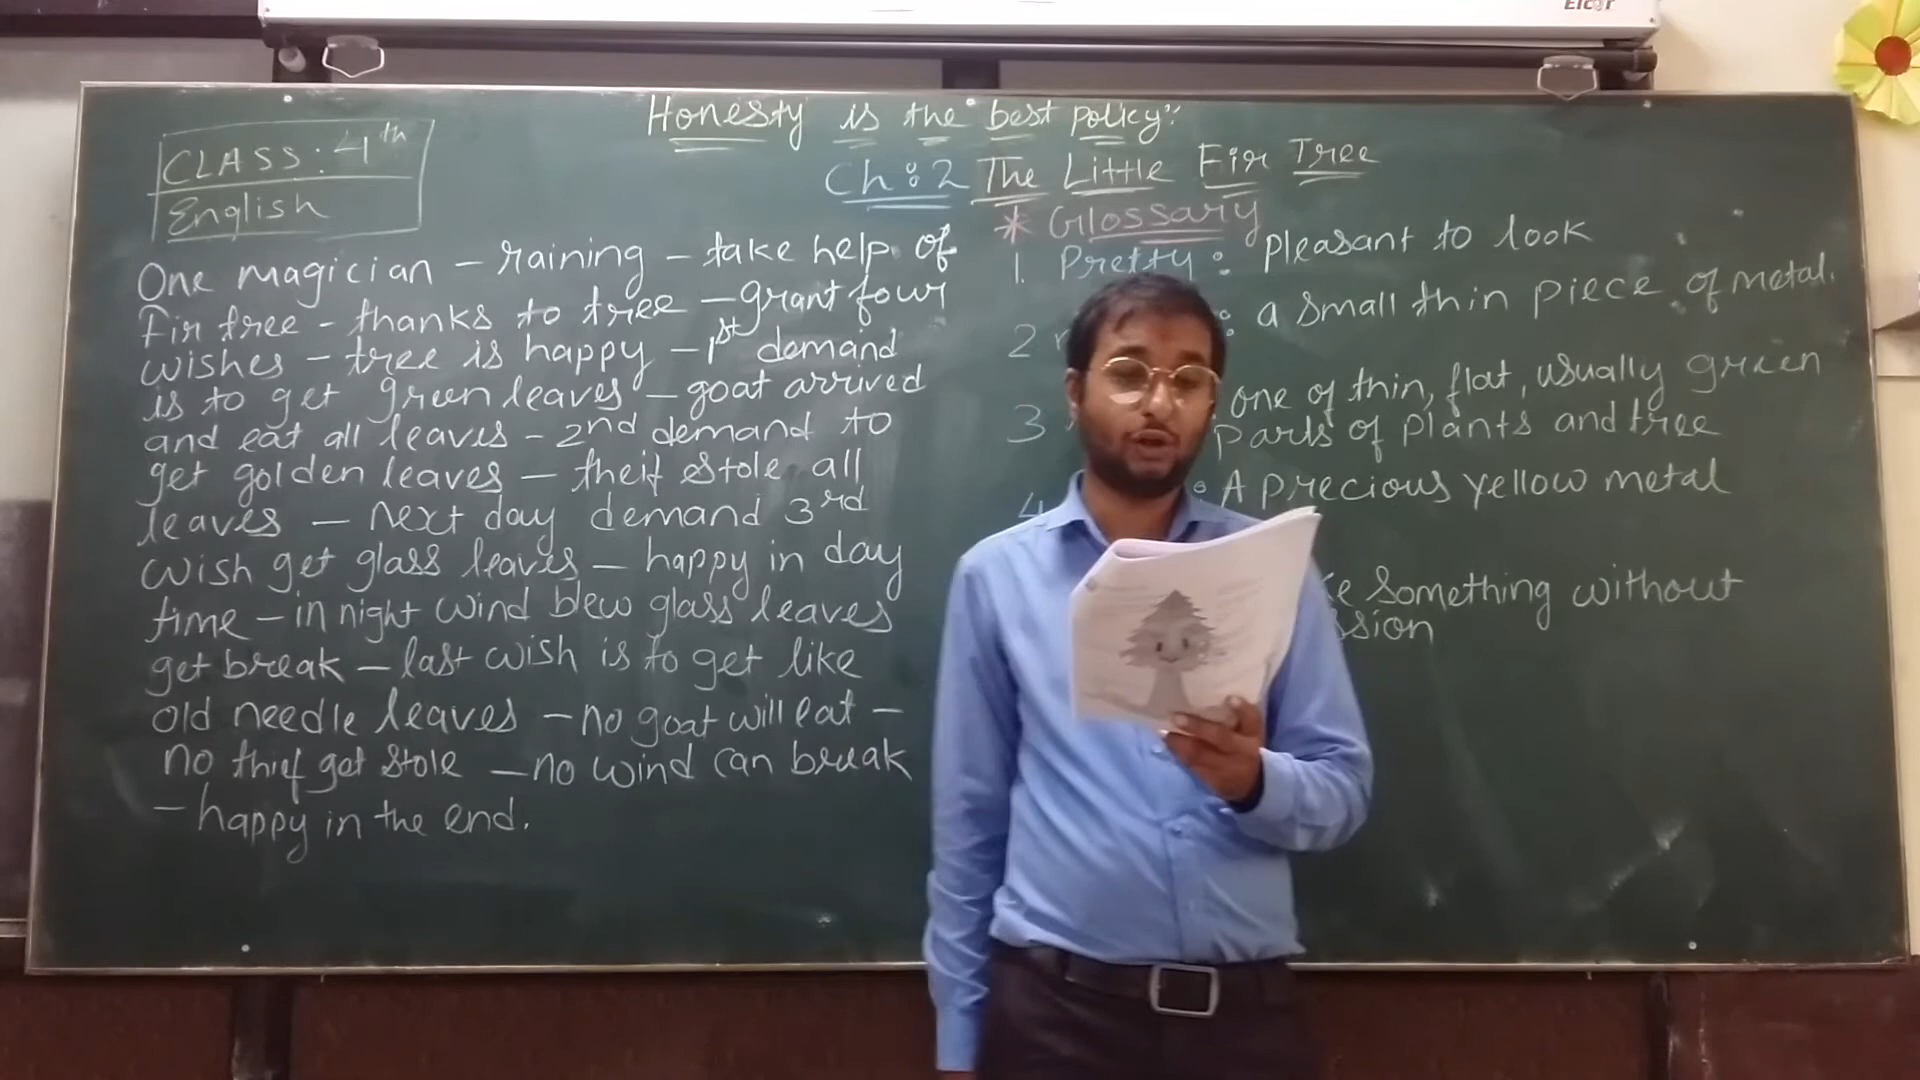 Honesty is the best policy"
CLASS: 4th
English
Ch:2 The Little Fir Tree
One magician – raining – take help of
fir tree - thanks to tree – grant four
wishes – tree is happy – 1st demand
is to get green leaves – goat arrived
and eat all leaves – 2nd demand to
get golden leaves – theif stole all
leaves – next day demand 3rd
wish get glass leaves – happy in day
time – in night wind blew glass leaves
get break – last wish is to get like
old needle leaves – no goat will eat –
no thief get stole – no wind can break
– happy in the end.
* Glossary
1. Pretty: pleasant to look
2 : a small thin piece of metal.
3 one of thin, flat, usually green
parts of plants and tree
4 : A precious yellow metal
something without